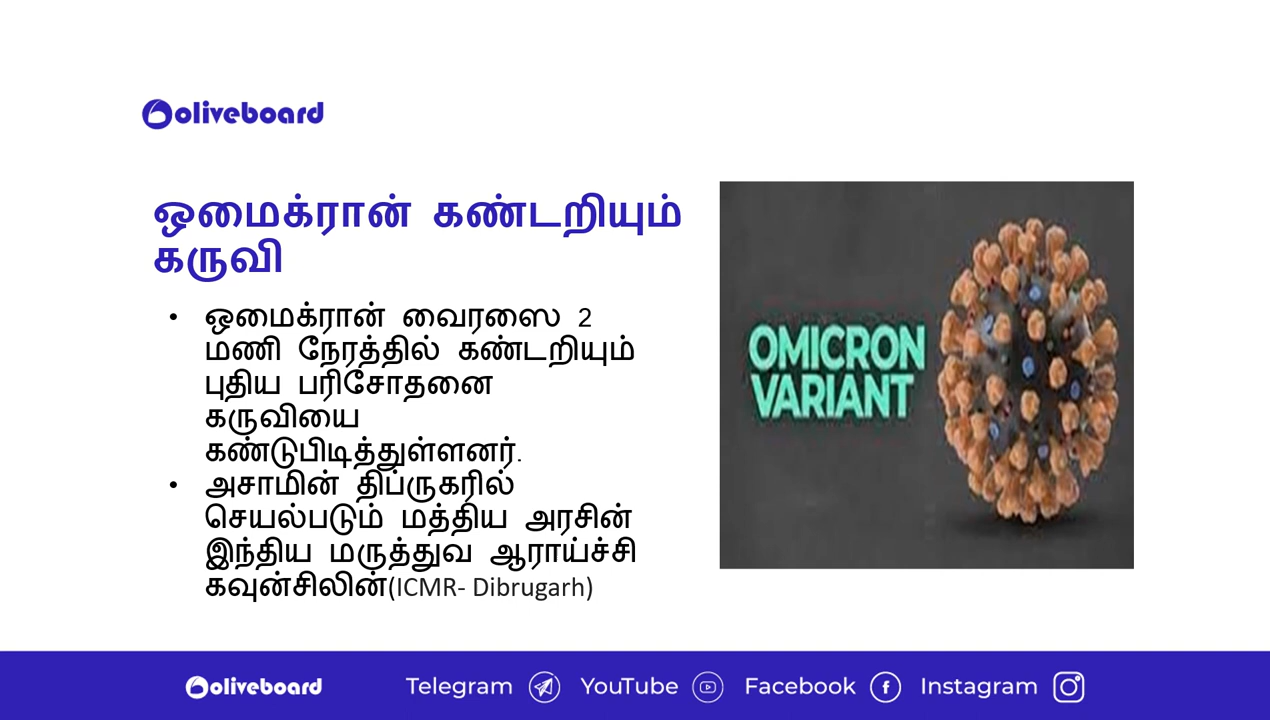 oliveboard
ஒமைக்ரான் கண்டறியும்
கருவி
• ஒமைக்ரான் வைரஸை 2
மணி நேரத்தில் கண்டறியும்
புதிய பரிசோதனை
கருவியை
கண்டுபிடித்துள்ளனர்.
• அசாமின் திப்ருகரில்
செயல்படும் மத்திய அரசின்
இந்திய மருத்துவ ஆராய்ச்சி
கவுன்சிலின்(ICMR- Dibrugarh)
OMICRON
VARIANT
oliveboard Telegram YouTube Facebook Instagram